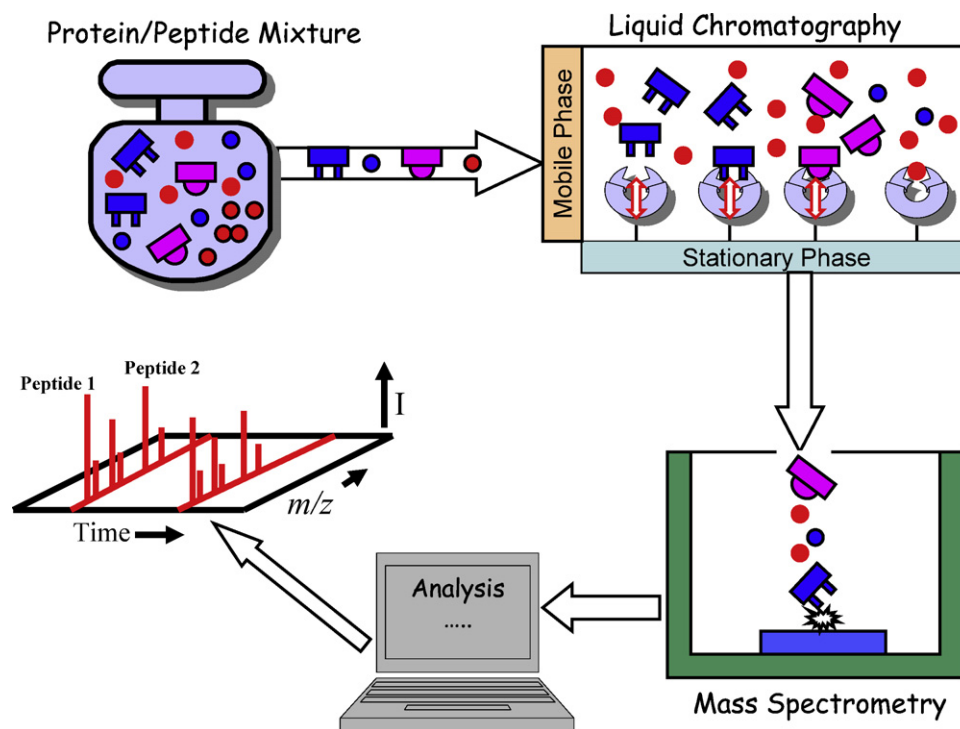 Protein/Peptide Mixture
Liquid Chromatography
Mobile Phase
Stationary Phase
Peptide 1
Peptide 2
I
m/z
Time
Analysis
.....
Mass Spectrometry